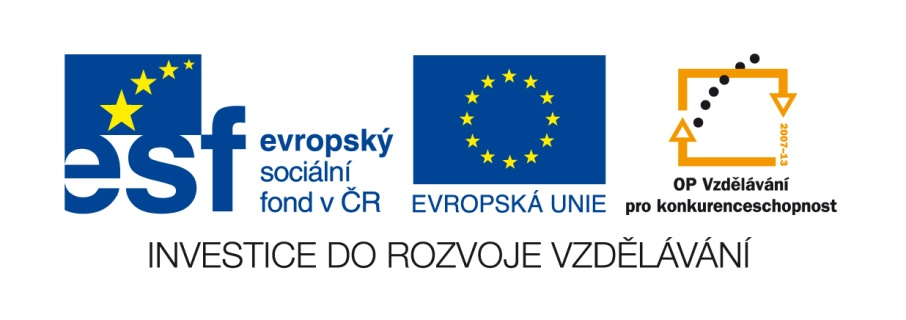 esf
evropský
sociální
fond v ČR
EVROPSKÁ UNIE
2007-13
OP Vzdělávání
pro konkurenceschopnost
INVESTICE DO ROZVOJE VZDĚLÁVÁNÍ